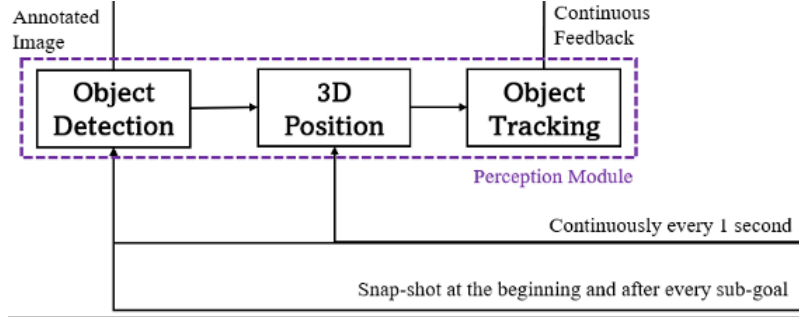 Annotated
Image
Continuous
Feedback
Object
Detection
3D
Position
Object
Tracking
Perception Module
Continuously every 1 second
Snap-shot at the beginning and after every sub-goal